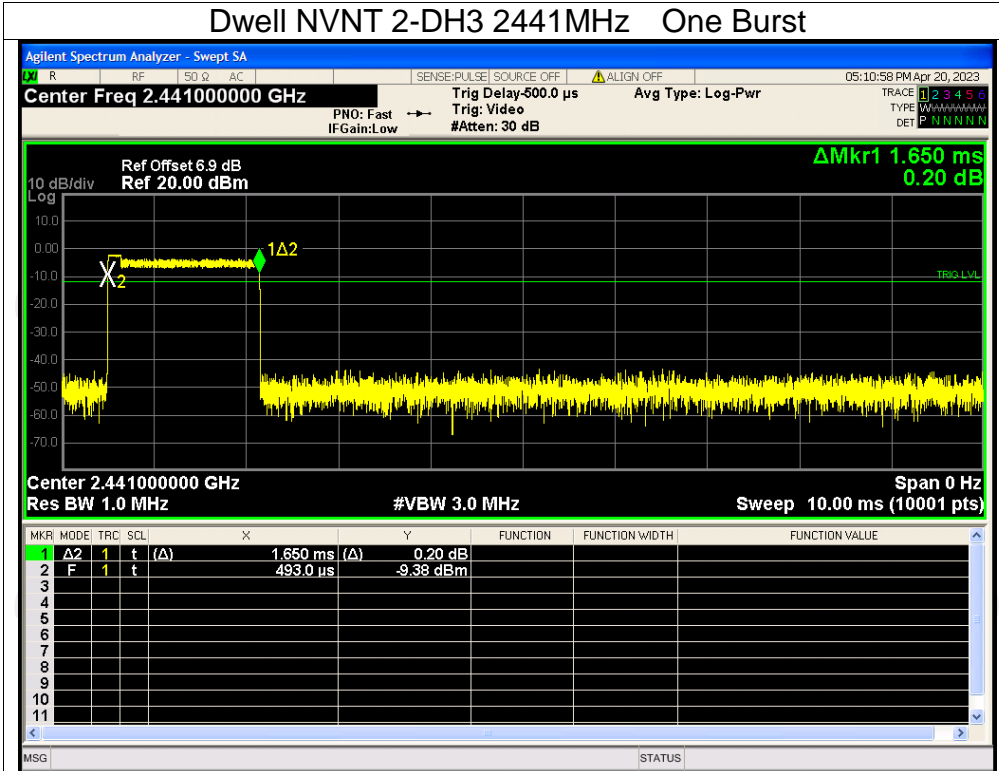 Dwell NVNT 2-DH3 2441MHz One Burst
Agilent Spectrum Analyzer - Swept SA
LXI R RF 50 Ω AC SENSE:PULSE SOURCE OFF ALIGN OFF 05:10:58 PM Apr 20, 2023
Center Freq 2.441000000 GHz Trig Delay-500.0 µs Avg Type: Log-Pwr TRACE 1 2 3 4 5 6
PNO: Fast Trig: Video TYPE WWWWWW
IFGain:Low #Atten: 30 dB DET P N N N N N
ΔMkr1 1.650 ms
0.20 dB
Ref Offset 6.9 dB
10 dB/div Ref 20.00 dBm
Log
10.0
0.00
1Δ2
-10.0
2
TRIG LVL
-20.0
-30.0
-40.0
-50.0
-60.0
-70.0
Center 2.441000000 GHz Span 0 Hz
Res BW 1.0 MHz #VBW 3.0 MHz Sweep 10.00 ms (10001 pts)
MKR MODE TRC SCL X Y FUNCTION FUNCTION WIDTH FUNCTION VALUE
1 Δ2 1 t (Δ) 1.650 ms (Δ) 0.20 dB
2 F 1 t 493.0 µs -9.38 dBm
3
4
5
6
7
8
9
10
11
MSG STATUS